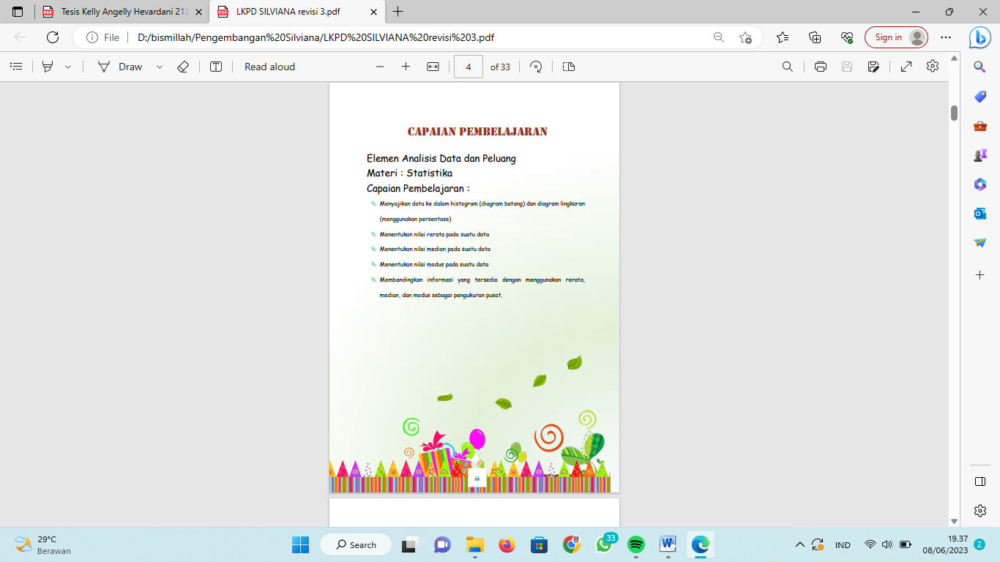 Tesis Kelly Angelly Hevardani 212
LKPD SILVIANA revisi 3.pdf
File
D:/bismillah/Pengembangan%20Silviana/LKPD%20SILVIANA%20revisi%203.pdf
Sign in
Draw
Read aloud
4
of 33
CAPAIAN PEMBELAJARAN
Elemen Analisis Data dan Peluang
Materi : Statistika
Capaian Pembelajaran :
Menyajikan data ke dalam histogram (diagram batang) dan diagram lingkaran
(menggunakan persentase)
Menentukan nilai rerata pada suatu data
Menentukan nilai median pada suatu data
Menentukan nilai modus pada suatu data
Membandingkan informasi yang tersedia dengan menggunakan rerata,
median, dan modus sebagai pengukuran pusat.
iii
29°C
Berawan
Search
33
IND
19.37
08/06/2023
2